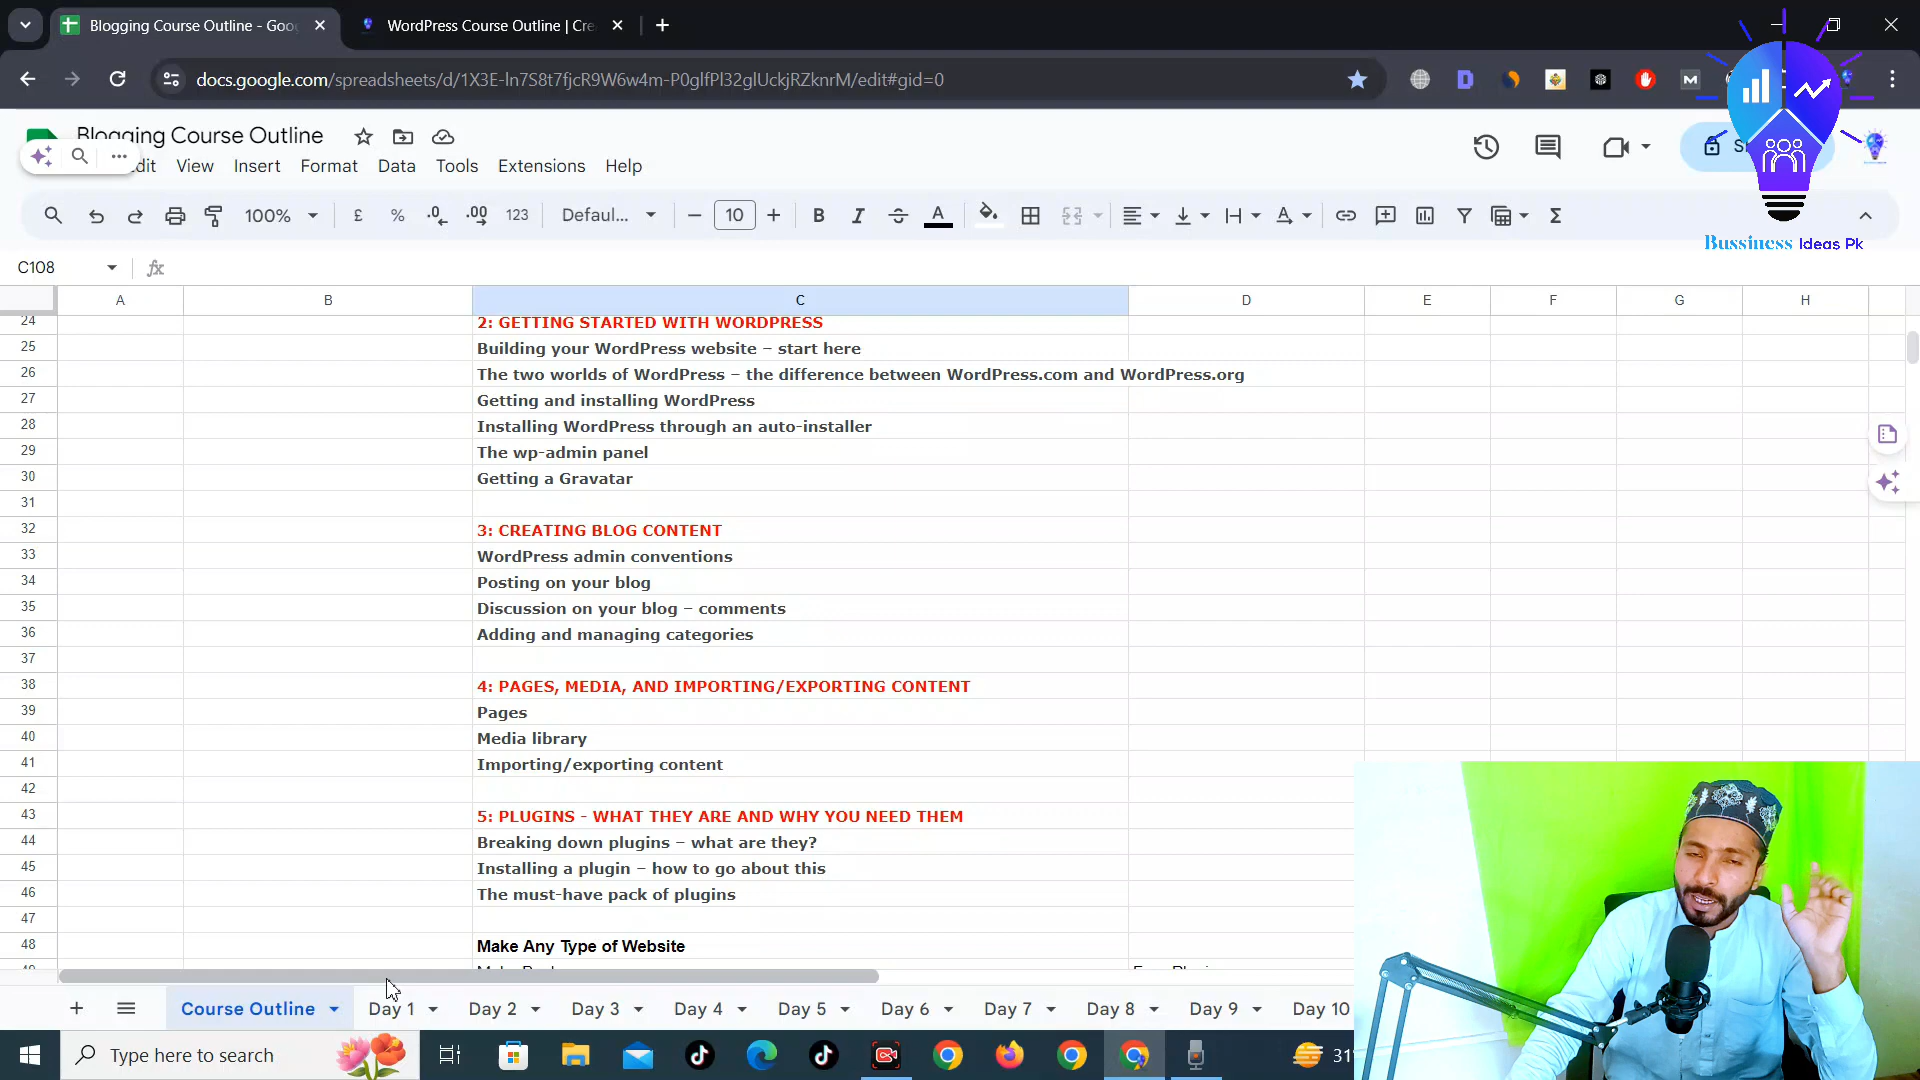 Blogging Course Outline - Goo
WordPress Course Outline | Cre
docs.google.com/spreadsheets/d/1X3E-ln7S8t7fjcR9W6w4m-P0glfPl32glUckjRZknrM/edit#gid=0
Blogging Course Outline
dit View Insert Format Data Tools Extensions Help
100% £ % .0 .00 123 Defaul... 10 B I A
Bussiness Ideas Pk
C108 fx
A B C D E F G H
24 2: GETTING STARTED WITH WORDPRESS
25 Building your WordPress website – start here
26 The two worlds of WordPress – the difference between WordPress.com and WordPress.org
27 Getting and installing WordPress
28 Installing WordPress through an auto-installer
29 The wp-admin panel
30 Getting a Gravatar
31
32 3: CREATING BLOG CONTENT
33 WordPress admin conventions
34 Posting on your blog
35 Discussion on your blog – comments
36 Adding and managing categories
37
38 4: PAGES, MEDIA, AND IMPORTING/EXPORTING CONTENT
39 Pages
40 Media library
41 Importing/exporting content
42
43 5: PLUGINS - WHAT THEY ARE AND WHY YOU NEED THEM
44 Breaking down plugins – what are they?
45 Installing a plugin – how to go about this
46 The must-have pack of plugins
47
48 Make Any Type of Website
Course Outline Day 1 Day 2 Day 3 Day 4 Day 5 Day 6 Day 7 Day 8 Day 9 Day 10
Type here to search
31°